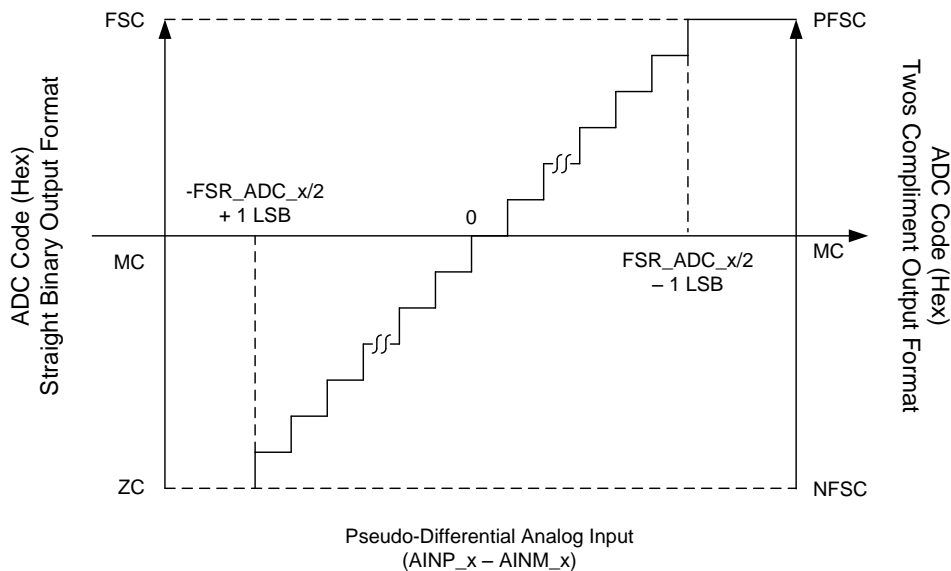 FSC
PFSC
ADC Code (Hex)
Straight Binary Output Format
ADC Code (Hex)
Twos Compliment Output Format
-FSR_ADC_x/2
+ 1 LSB
0
MC
MC
FSR_ADC_x/2
– 1 LSB
ZC
NFSC
Pseudo-Differential Analog Input
(AINP_x – AINM_x)